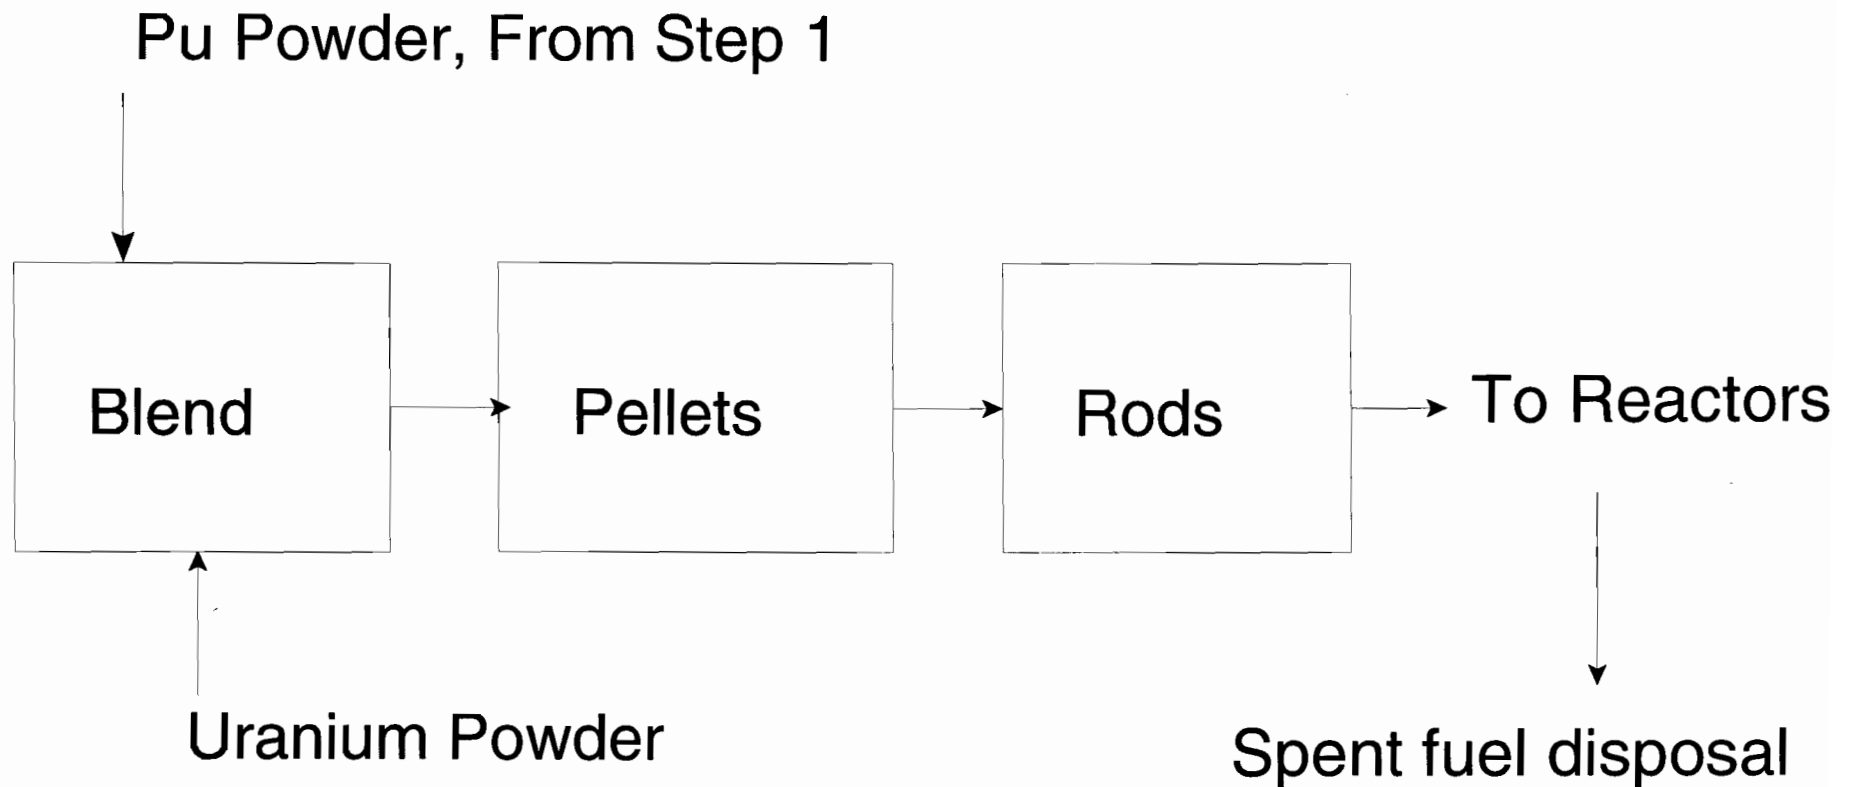 Pu Powder, From Step 1
Blend
Pellets
Rods
To Reactors
Uranium Powder
Spent fuel disposal